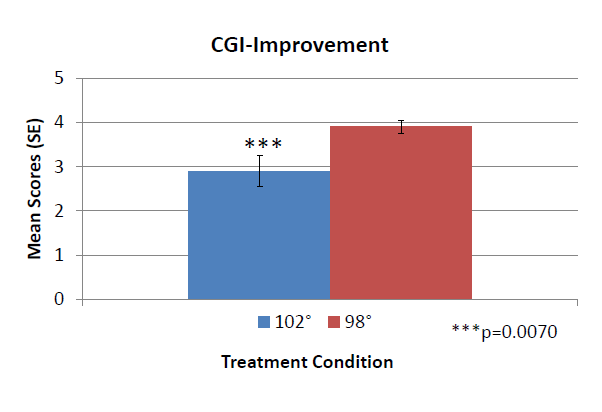 CGI-Improvement
Mean Scores (SE)
5
4
3
2
1
0
***
102° 98°
***p=0.0070
Treatment Condition